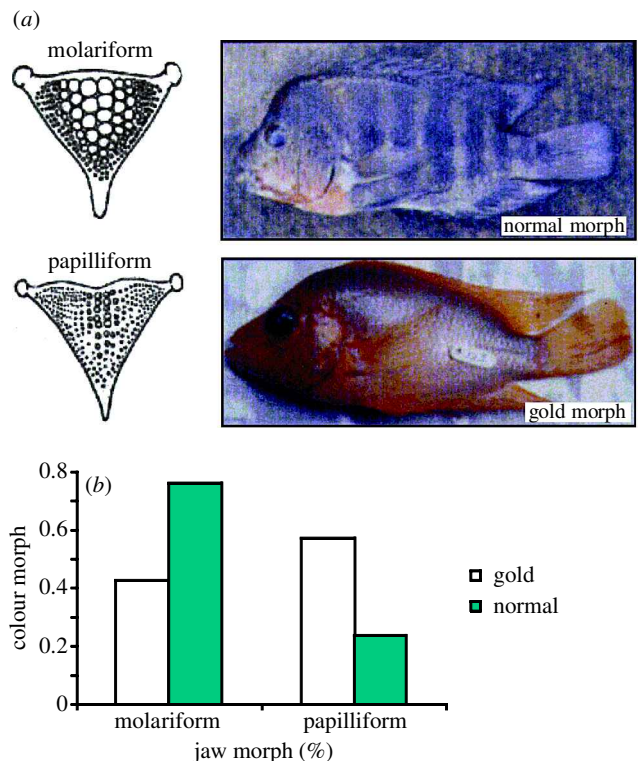 (a)
molariform
normal morph
papilliform
gold morph
(b)
0.8
0.6
0.4
0.2
0
colour morph
molariform
papilliform
jaw morph (%)
gold
normal